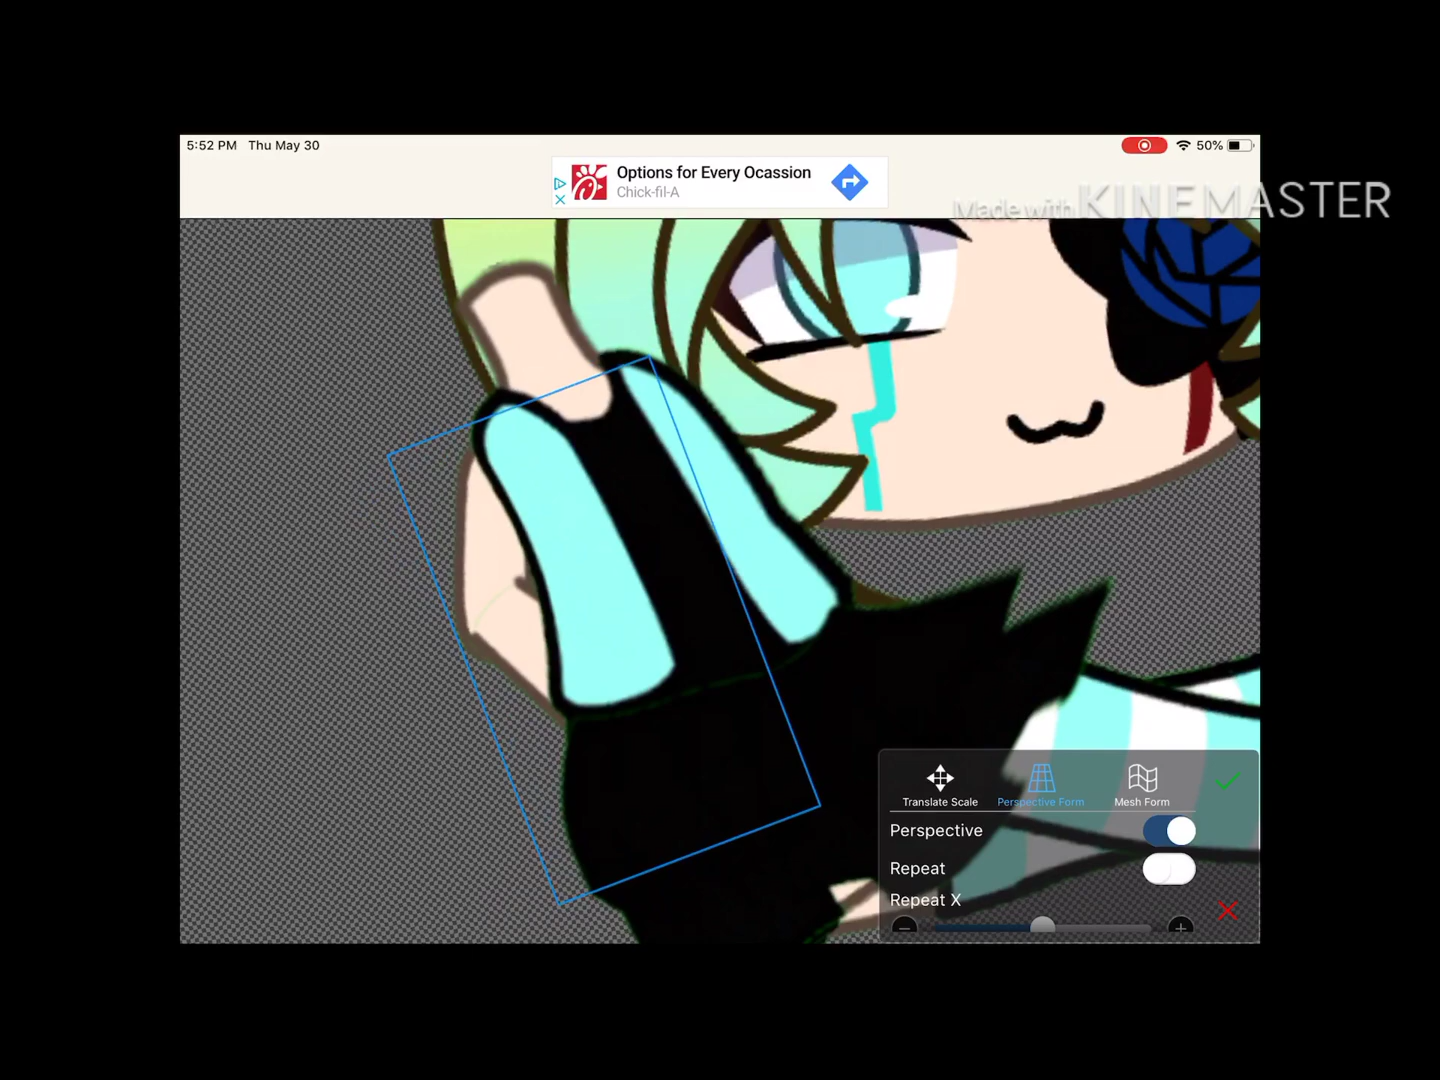 5:52 PM Thu May 30
50%
Options for Every Ocassion
Chick-fil-A
Made with KINEMASTER
Translate Scale
Perspective Form
Mesh Form
Perspective
Repeat
Repeat X